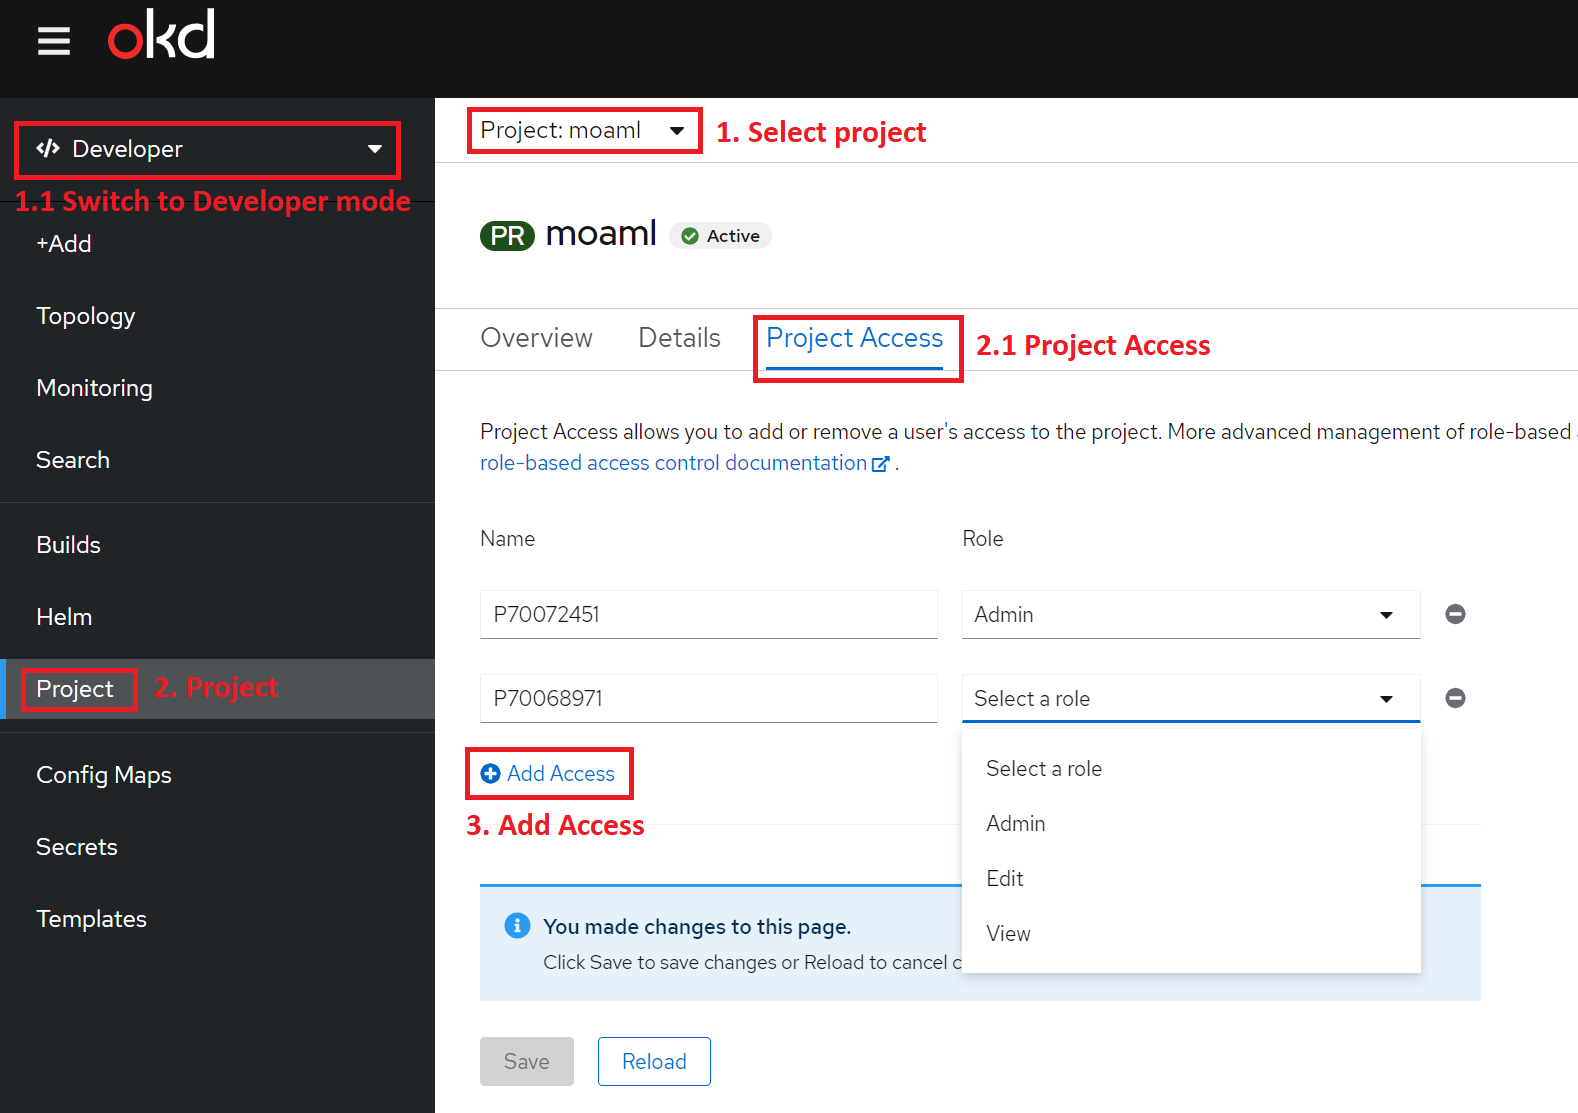 okd
Developer
1.1 Switch to Developer mode
+Add
Topology
Monitoring
Search
Builds
Helm
Project
2. Project
Config Maps
Secrets
Templates
Project: moaml
1. Select project
PR moaml Active
Overview Details Project Access
2.1 Project Access
Project Access allows you to add or remove a user's access to the project. More advanced management of role-based
role-based access control documentation .
Name Role
P70072451 Admin
P70068971 Select a role
Select a role
Admin
Edit
View
Add Access
3. Add Access
You made changes to this page.
Click Save to save changes or Reload to cancel c
Save Reload